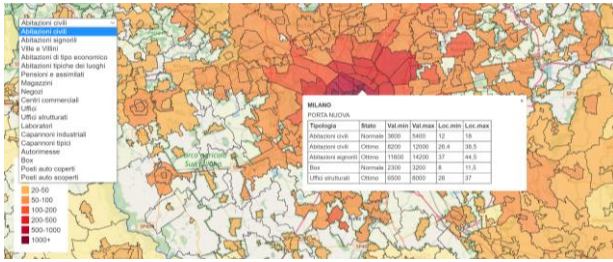 Abitazioni civili
Abitazioni civili
Abitazioni signorili
Ville e Villini
Abitazioni di tipo economico
Abitazioni tipiche dei luoghi
Pensioni e assimilati
Magazzini
Negozi
Centri commerciali
Uffici
Uffici strutturati
Laboratori
Capannoni industriali
Capannoni tipici
Autorimesse
Box
Posti auto coperti
Posti auto scoperti
20-50
50-100
100-200
200-500
500-1000
1000+
MILANO
PORTA NUOVA
Tipologia Stato Val.min Val.max Loc.min Loc.max
Abitazioni civili Normale 3600 5400 12 18
Abitazioni civili Ottimo 8200 12000 26,4 38,5
Abitazioni signorili Ottimo 11600 14200 37 44,5
Box Normale 2300 3200 8 11,5
Uffici strutturati Ottimo 6500 8000 28 37